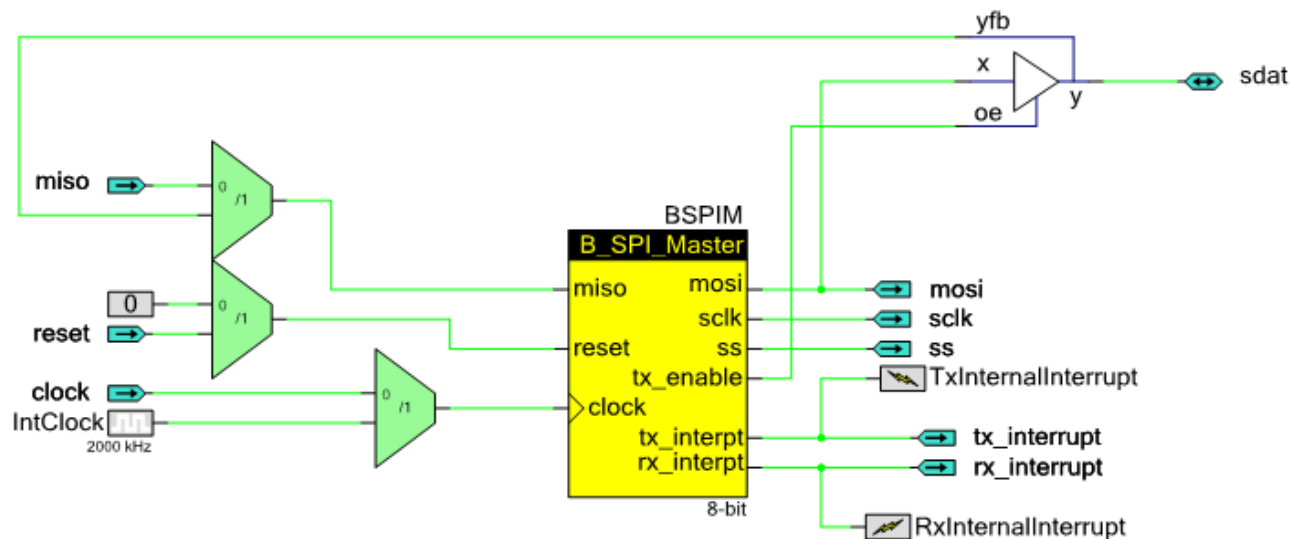 yfb
x
sdat
y
oe
miso
0
/1
BSPIM
B_SPI_Master
miso
mosi
mosi
0
0
/1
sclk
sclk
reset
reset
ss
ss
tx_enable
TxInternalInterrupt
clock
0
/1
clock
IntClock
2000 kHz
tx_interpt
tx_interrupt
rx_interpt
rx_interrupt
8-bit
RxInternalInterrupt